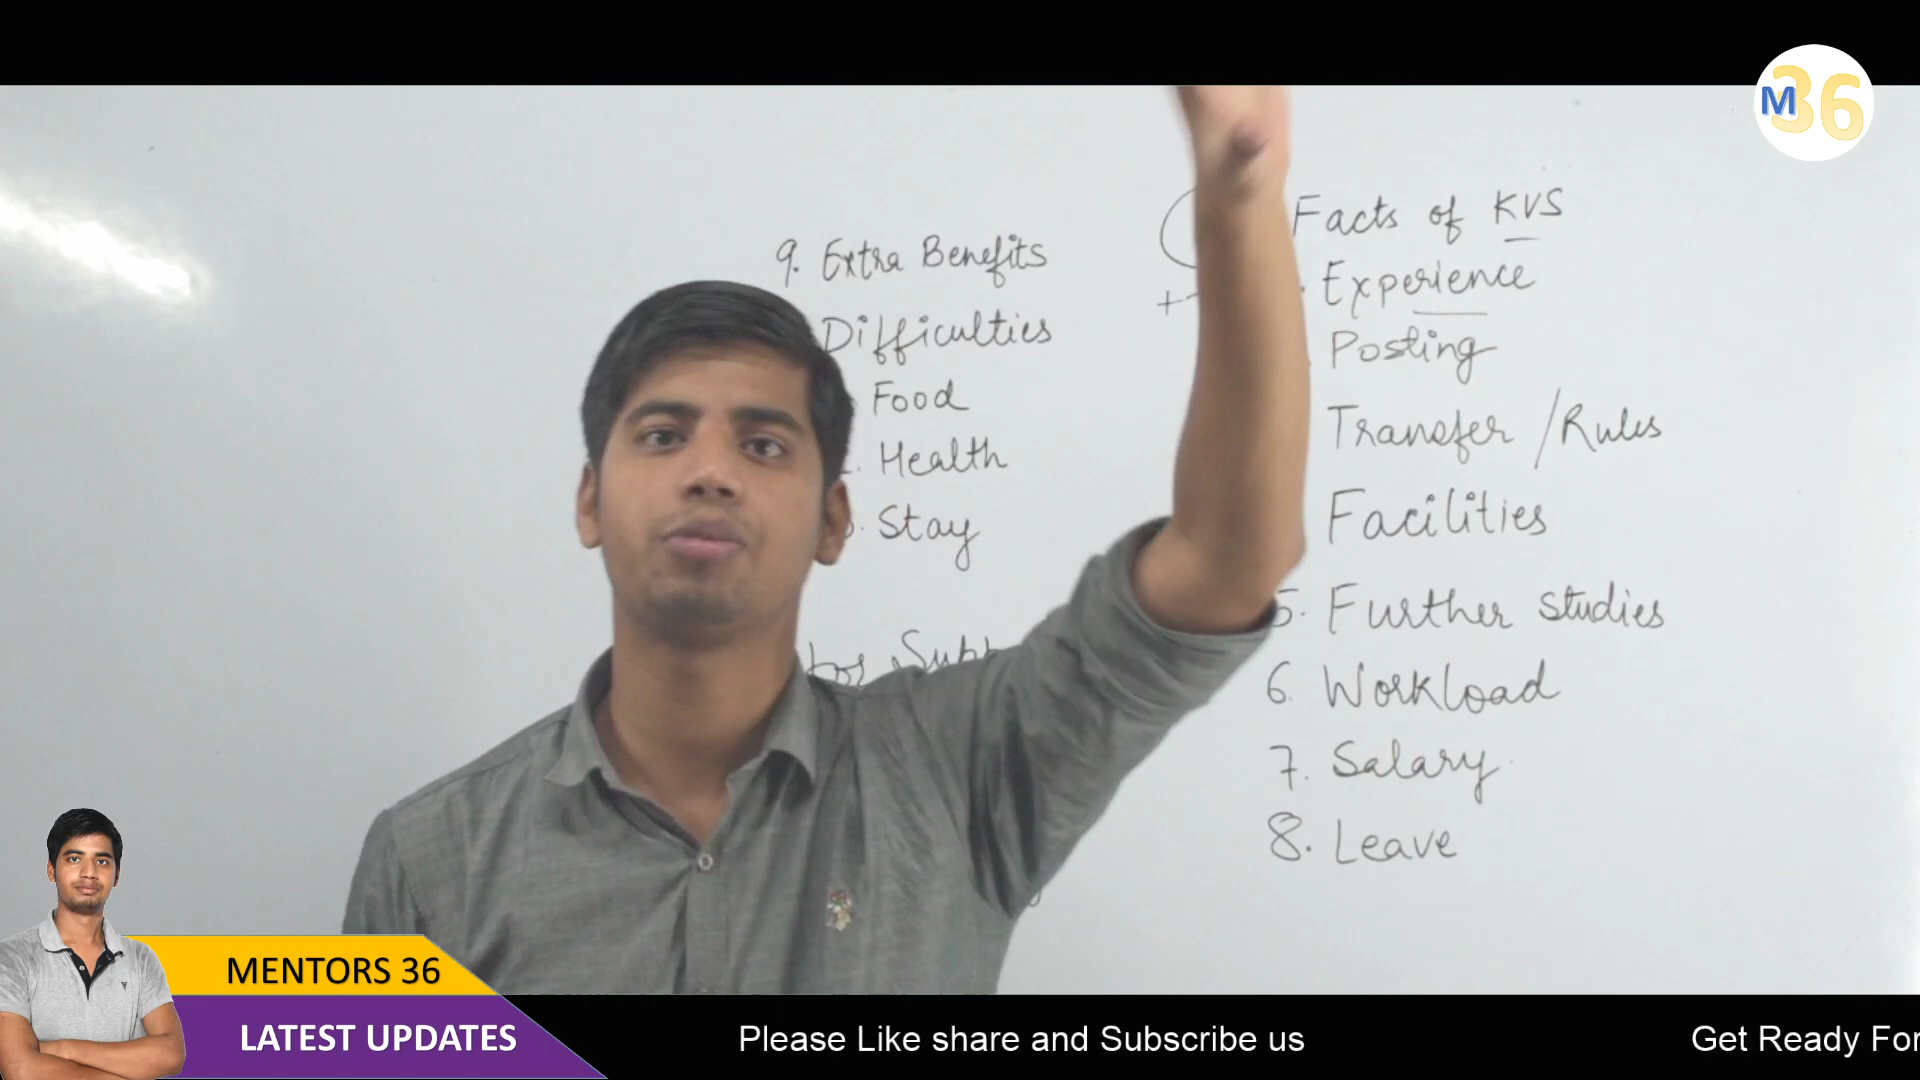 M36
Facts of KVS
Experience
Posting
Transfer / Rules
Facilities
5. Further studies
6. Workload
7. Salary
8. Leave
9. Extra Benefits
Difficulties
Food
Health
Stay
MENTORS 36
LATEST UPDATES
Please Like share and Subscribe us
Get Ready For